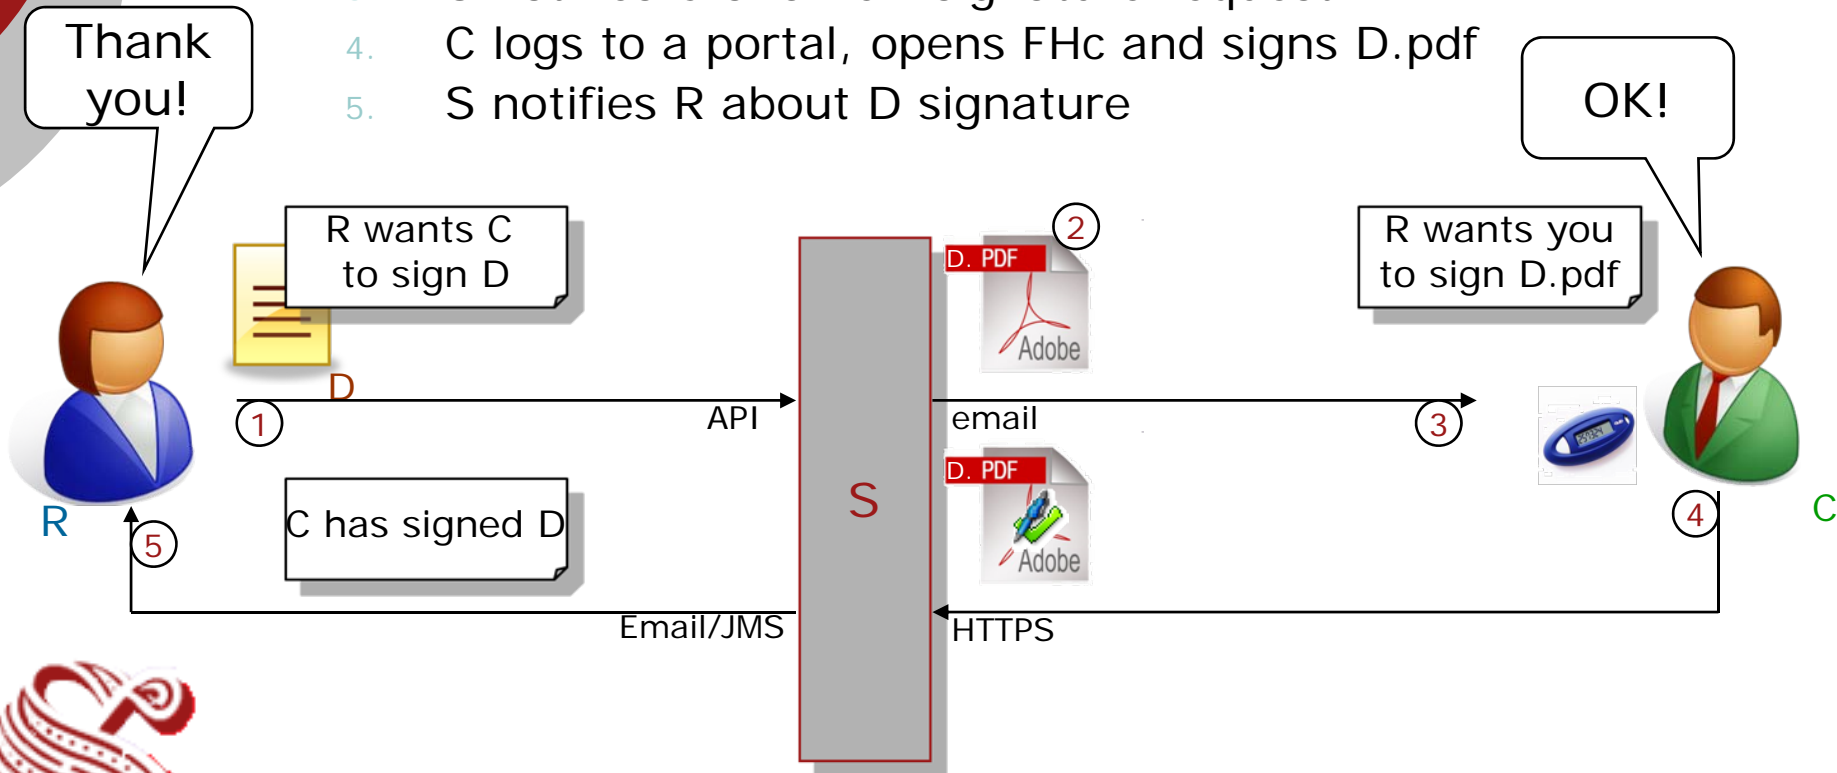 4. C logs to a portal, opens FHc and signs D.pdf
5. S notifies R about D signature
Thank
you!
OK!
R wants C
to sign D
2
D. PDF
Adobe
R wants you
to sign D.pdf
D
1
API
email
3
D. PDF
Adobe
S
R
5
C has signed D
4
C
Email/JMS
HTTPS